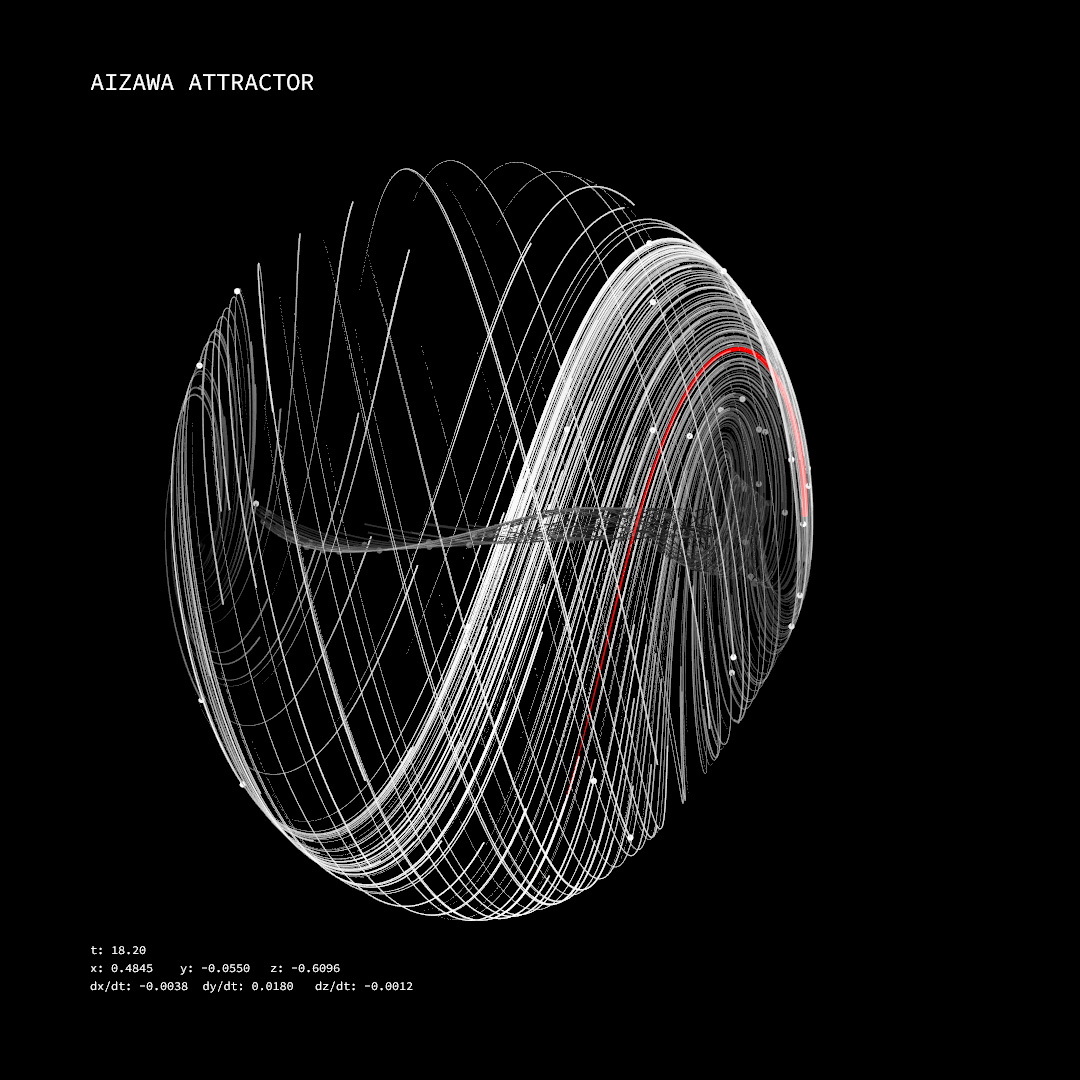 AIZAWA ATTRACTOR
t: 18.20
x: 0.4845 y: -0.0550 z: -0.6096
dx/dt: -0.0038 dy/dt: 0.0180 dz/dt: -0.0012